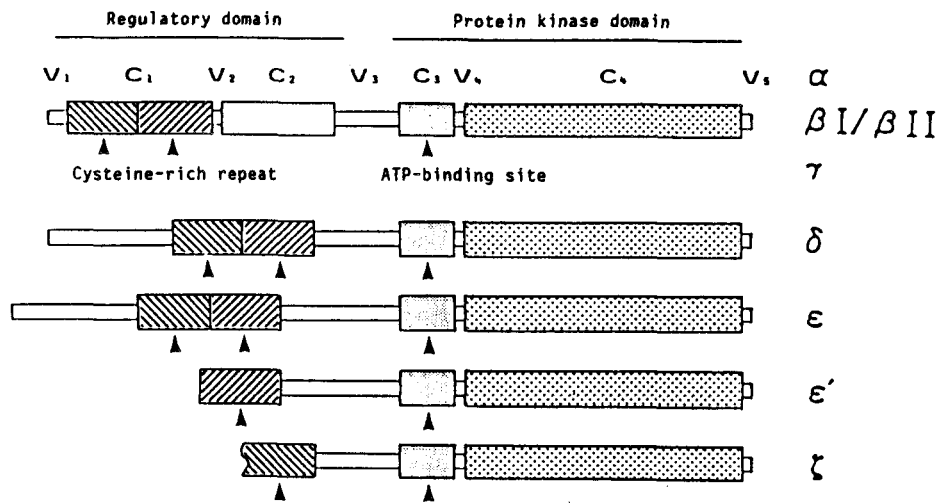 Regulatory domain Protein kinase domain
V₁ C₁ V₂ C₂ V₃ C₃ V₄ C₄ V₅ α
βI/βII
Cysteine-rich repeat ATP-binding site γ
δ
ε
ε′
ζ